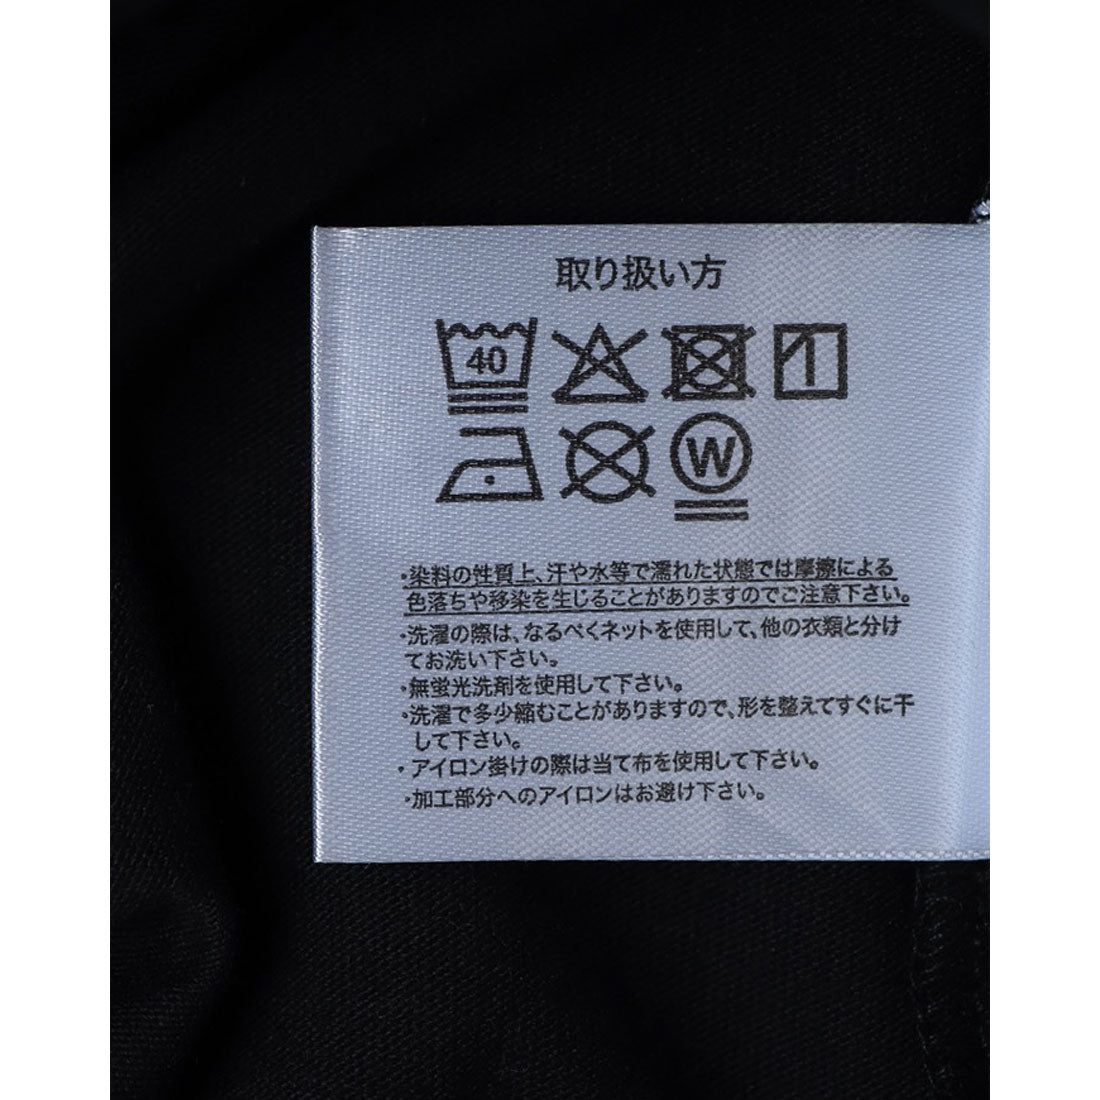 取り扱い方
40
W
・染料の性質上、汗や水等で濡れた状態では摩擦による
色落ちや移染を生じることがありますのでご注意下さい。
・洗濯の際は、なるべくネットを使用して、他の衣類と分け
てお洗い下さい。
・無蛍光洗剤を使用して下さい。
・洗濯で多少縮むことがありますので、形を整えてすぐに干
して下さい。
・アイロン掛けの際は当て布を使用して下さい。
・加工部分へのアイロンはお避け下さい。